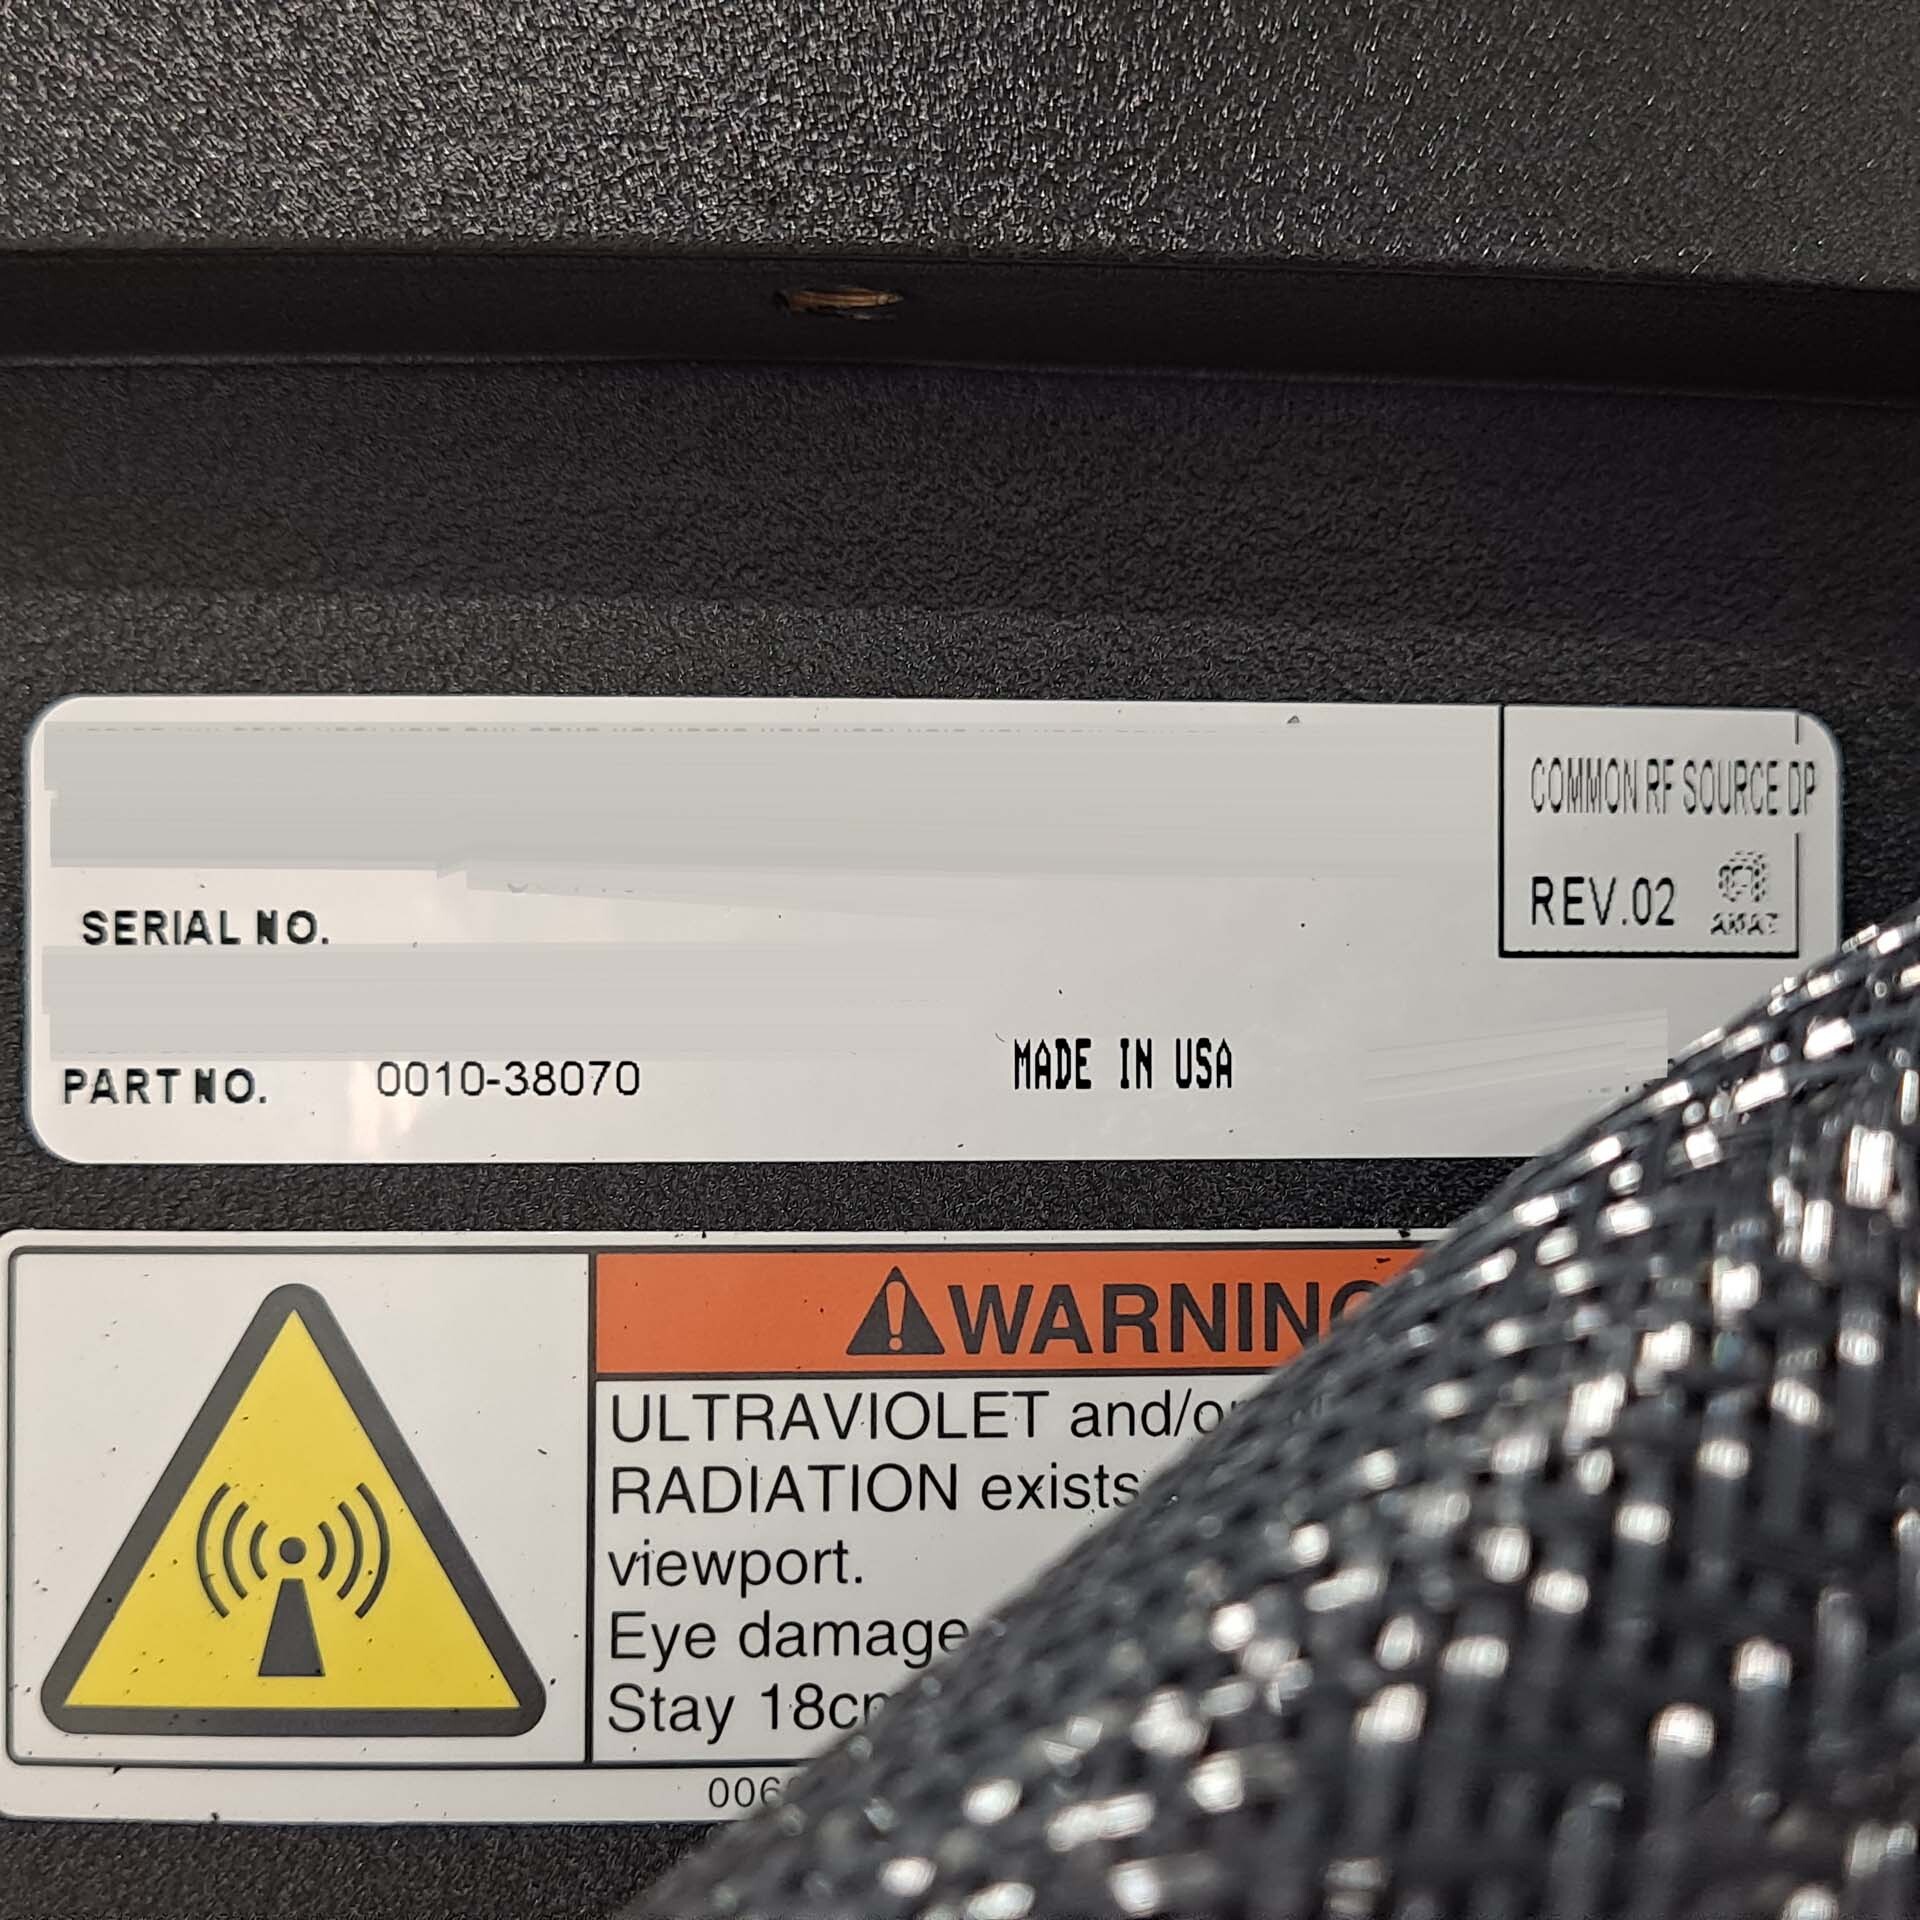 COMMON RF SOURCE DP
REV.02
AMAT
SERIAL NO.
PART NO. 0010-38070 MADE IN USA
WARNIN
ULTRAVIOLET and/o
RADIATION exists
viewport.
Eye damage
Stay 18c
006